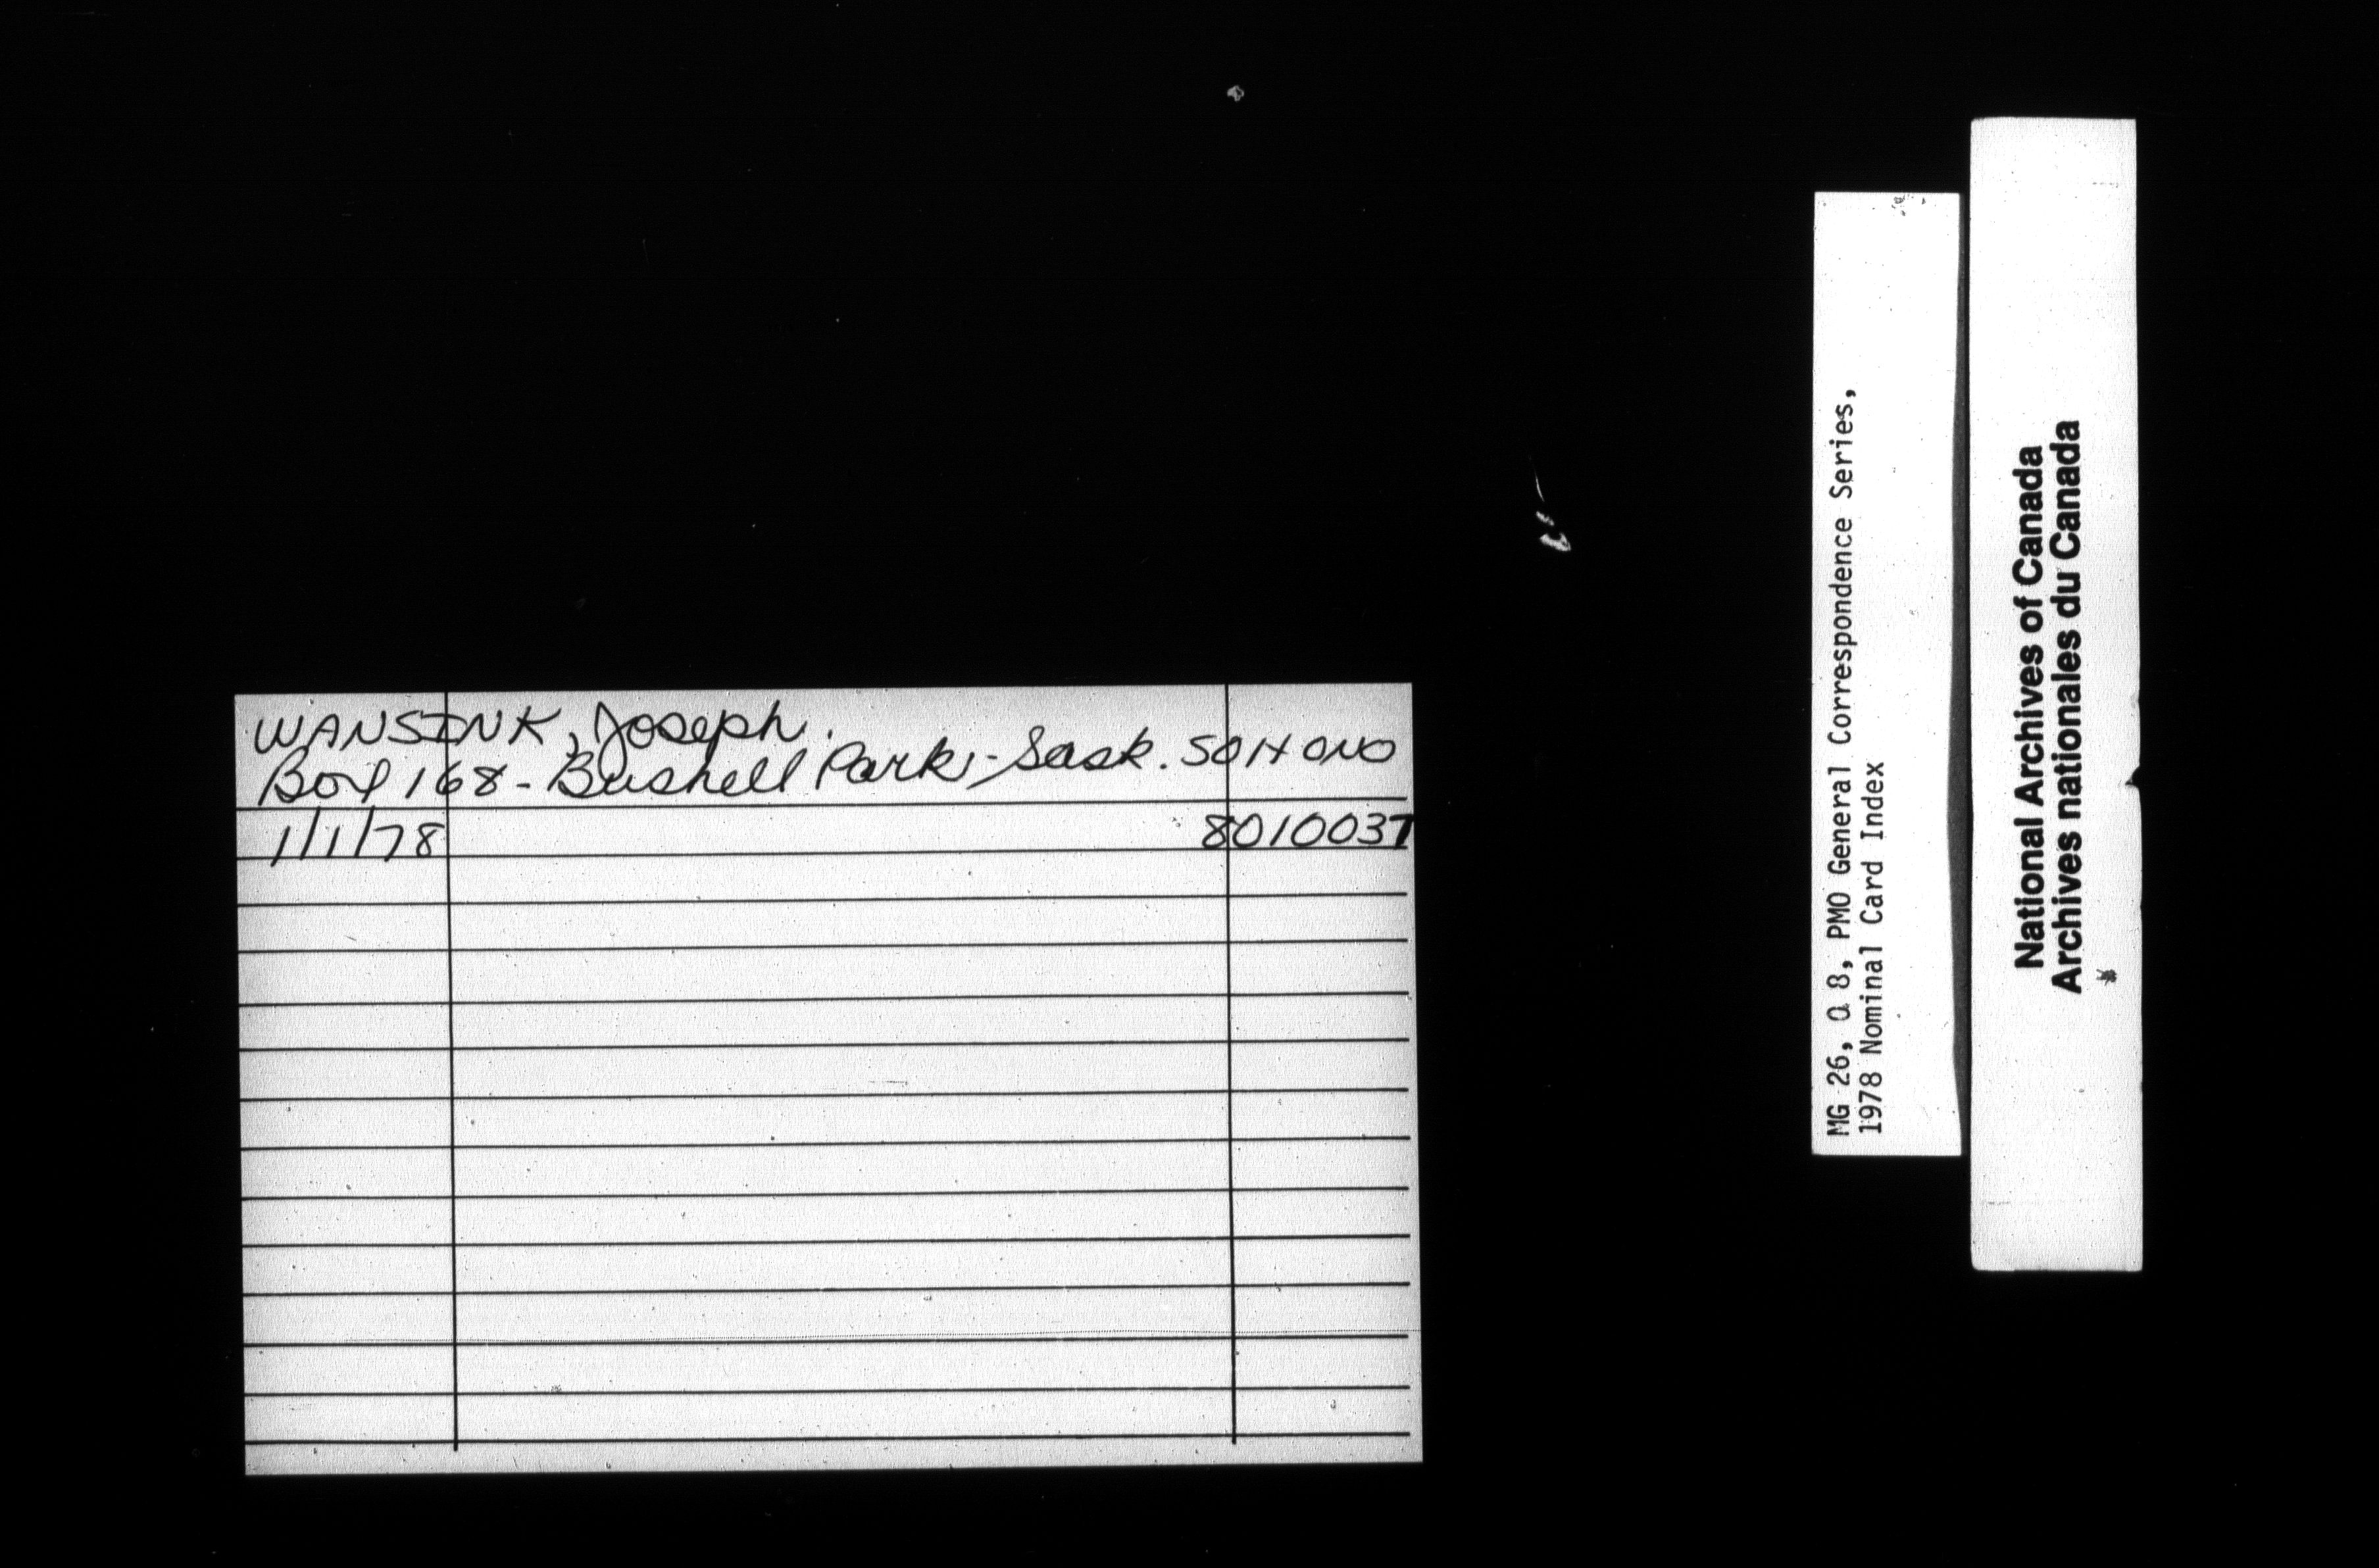 WANSINK, Joseph.
Box 168 - Bushell Park, - Sask. S0H 0N0
1/1/78 8010037
MG 26, O 8, PMO General Correspondence Series,
1978 Nominal Card Index
National Archives of Canada
Archives nationales du Canada